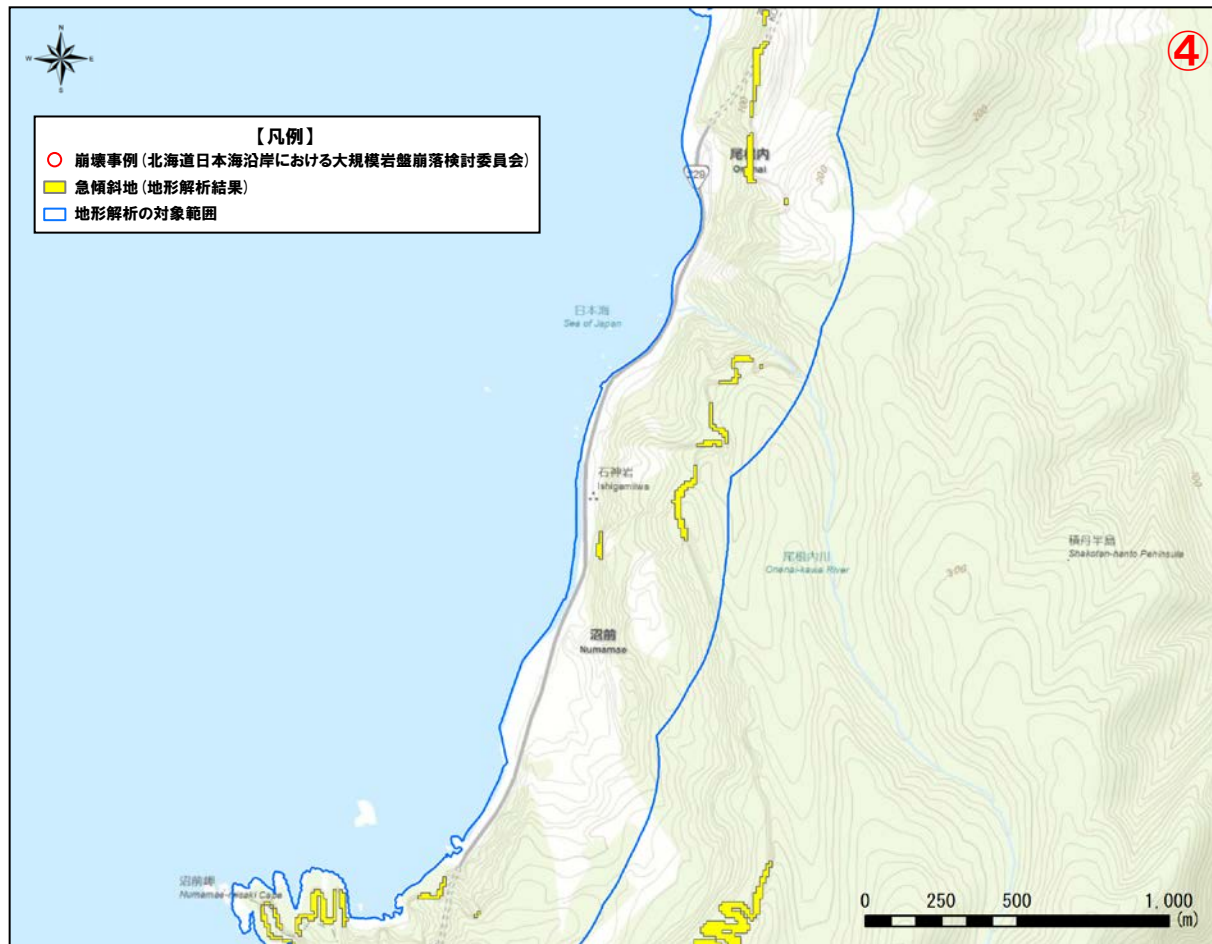 ④
N
W
E
S
【凡例】
崩壊事例(北海道日本海沿岸における大規模岩盤崩落検討委員会)
急傾斜地(地形解析結果)
地形解析の対象範囲
100
尾根内
229
200
200
日本海
Sea of Japan
石神岩
Ishigamiiwa
積丹半島
Shakotan-hanto Peninsula
尾根内川
Onenai-kawa River
300
沼前
Numamae
沼前岬
Numamae-misaki Cape
0 250 500 1,000
(m)